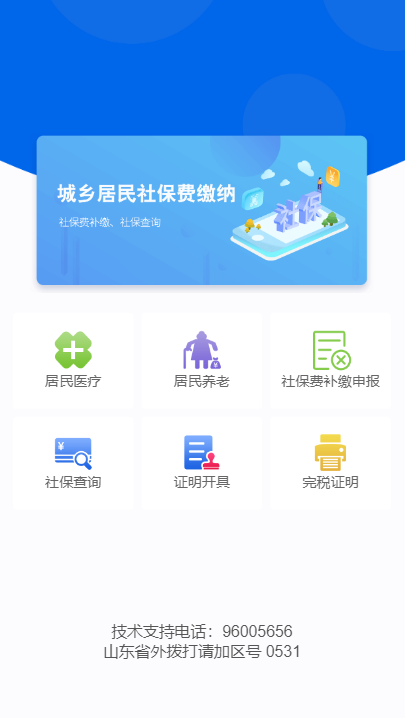 城乡居民社保费缴纳
社保费补缴、社保查询
社保
居民医疗
居民养老
社保费补缴申报
社保查询
证明开具
完税证明
技术支持电话：96005656
山东省外拨打请加区号 0531